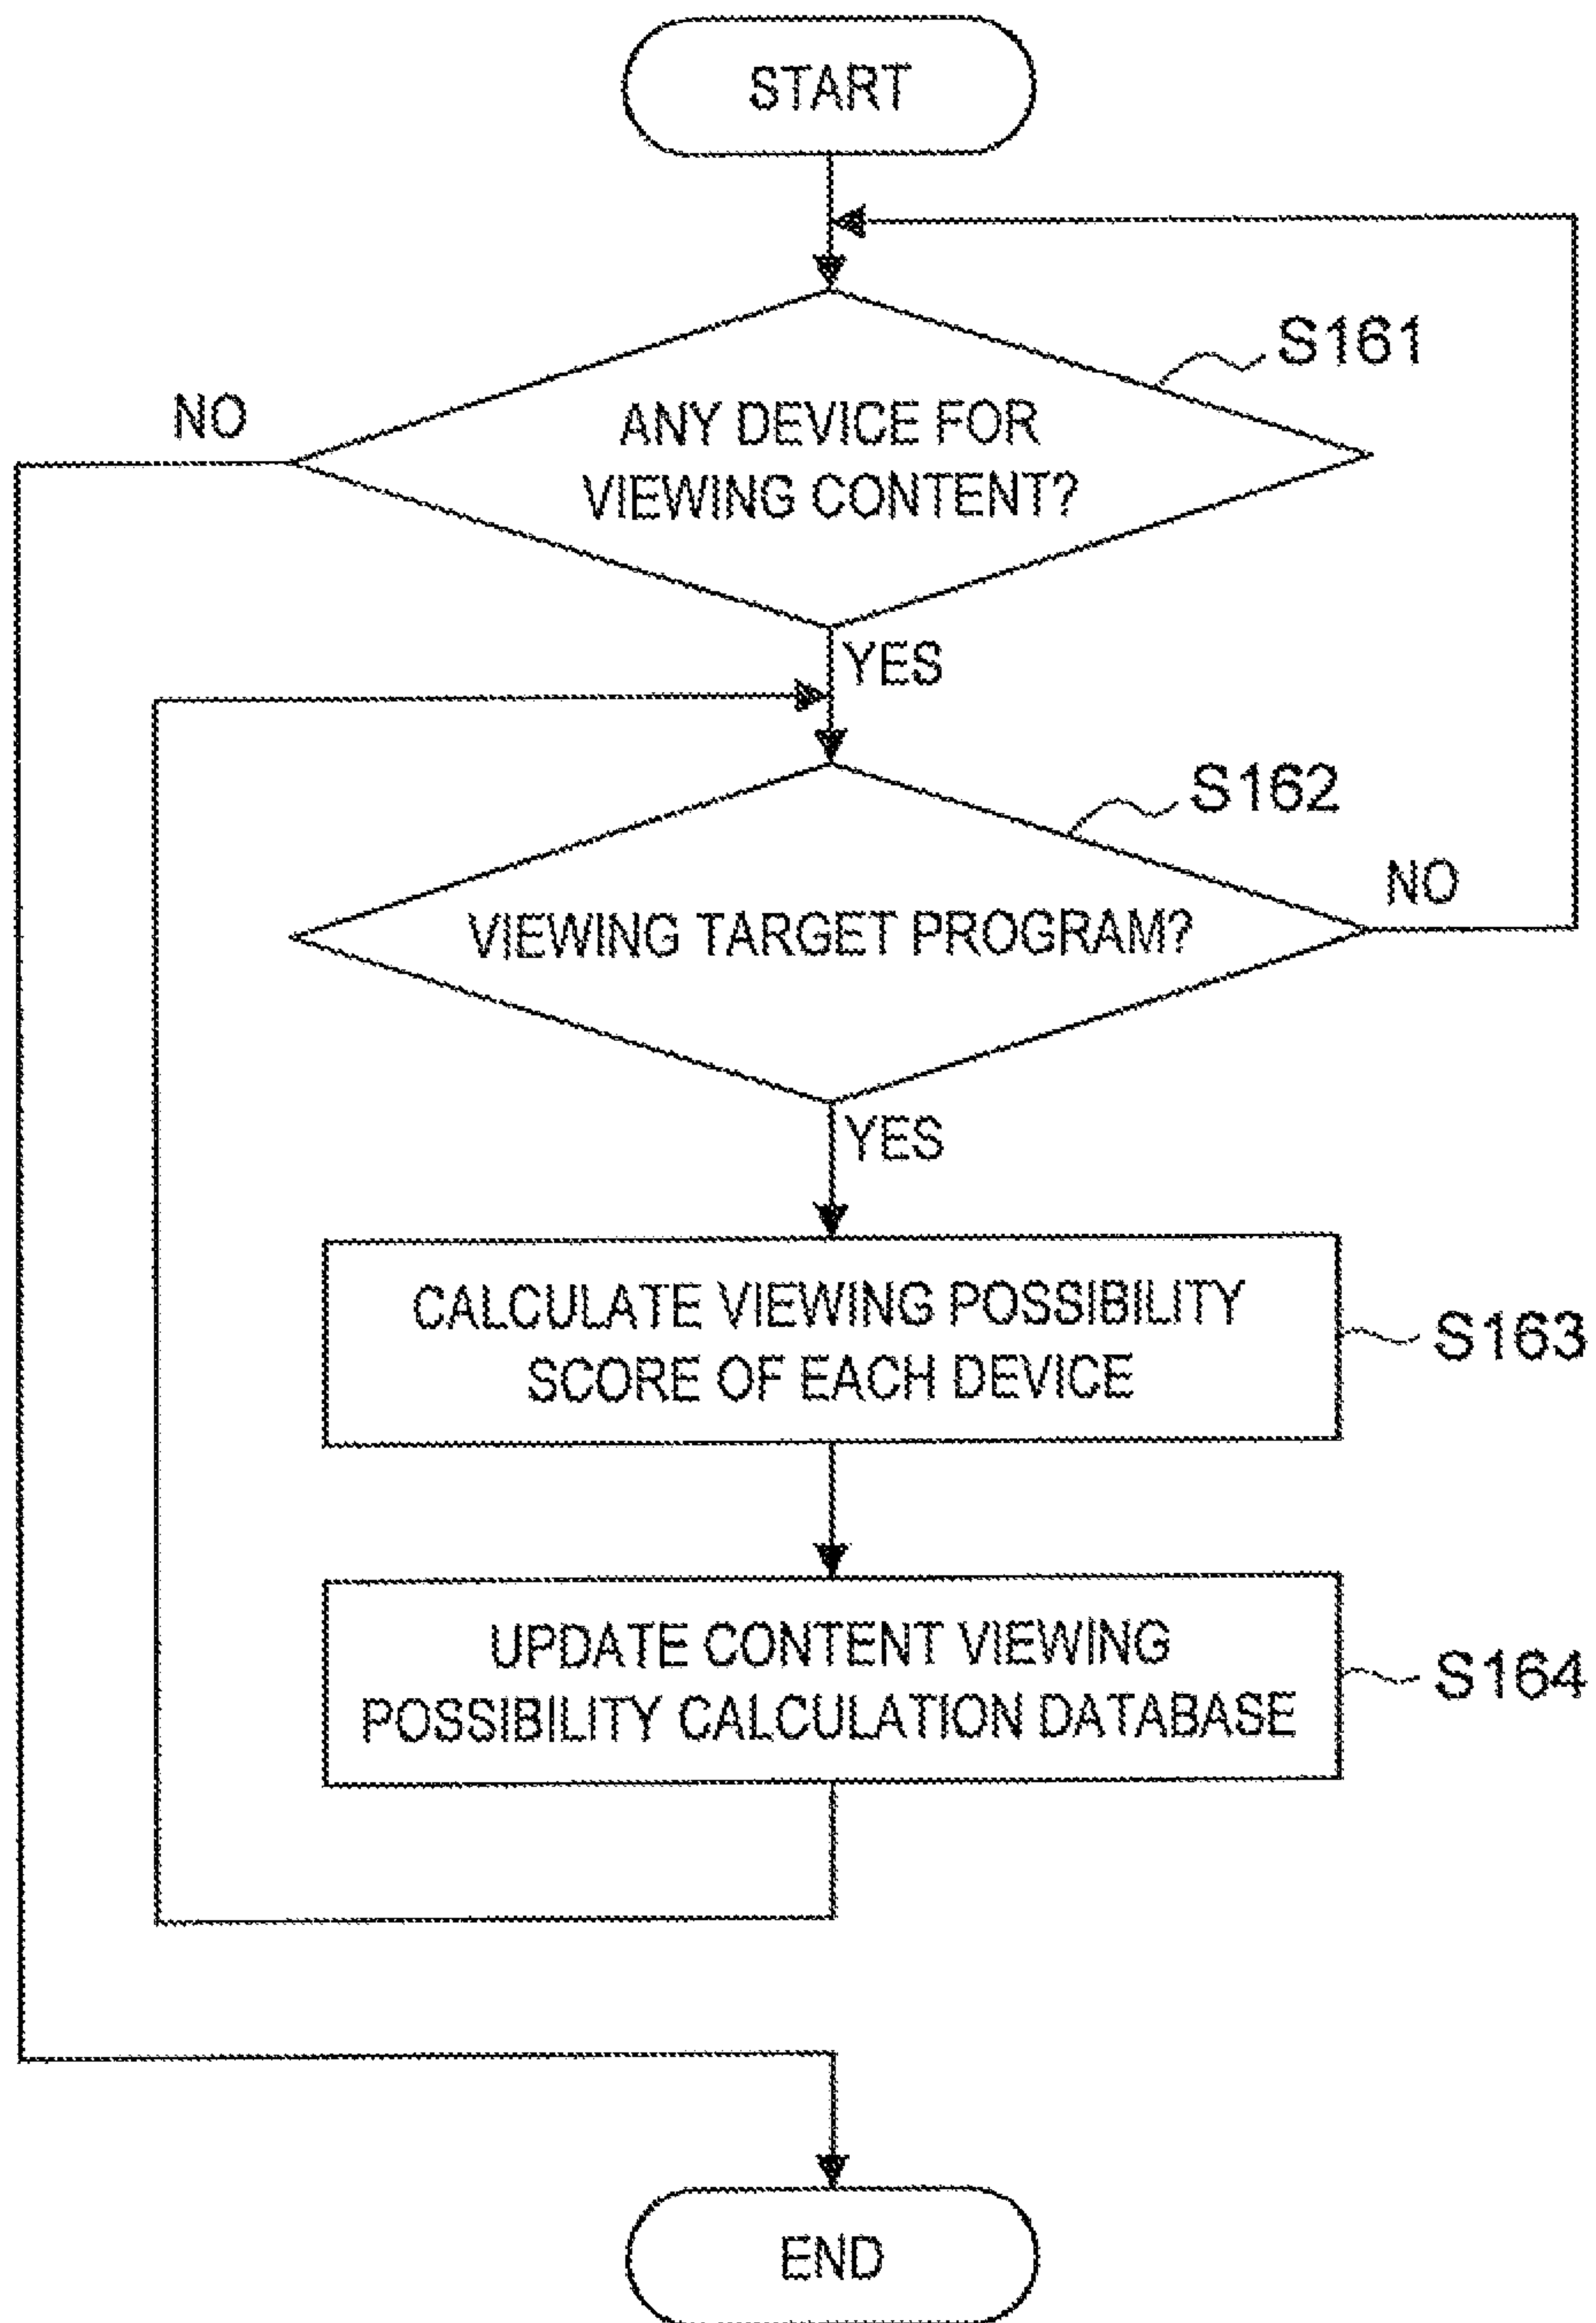 START
S161
NO
ANY DEVICE FOR
VIEWING CONTENT?
YES
S162
NO
VIEWING TARGET PROGRAM?
YES
CALCULATE VIEWING POSSIBILITY
SCORE OF EACH DEVICE
S163
UPDATE CONTENT VIEWING
POSSIBILITY CALCULATION DATABASE
S164
END